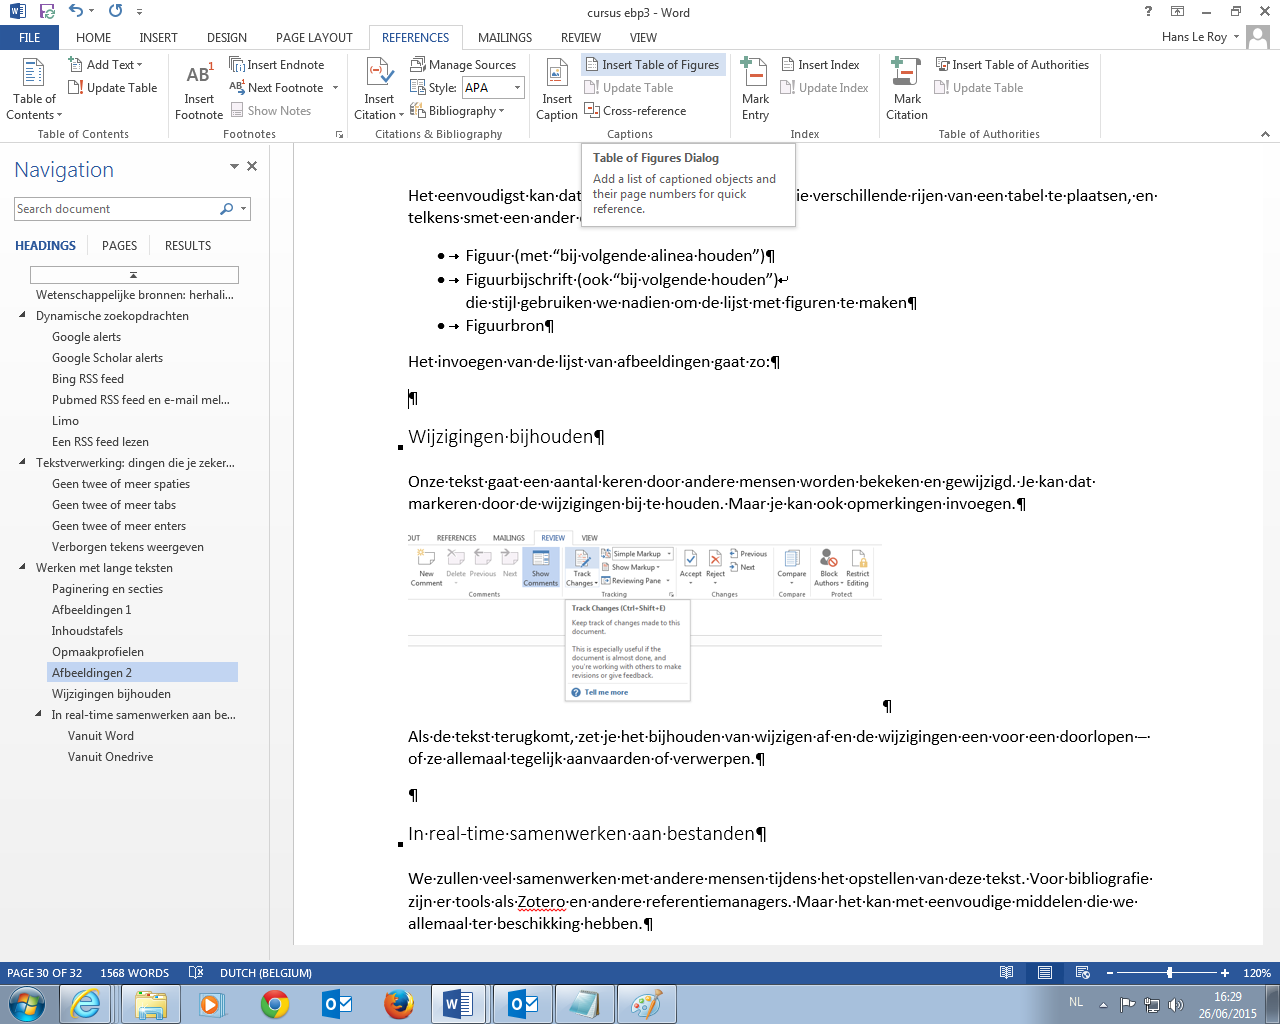 cursus ebp3 - Word
?
FILE HOME INSERT DESIGN PAGE LAYOUT REFERENCES MAILINGS REVIEW VIEW Hans Le Roy
Table of Contents
Add Text
Update Table
Table of Contents
AB1 Insert Footnote
Insert Endnote
Next Footnote
Show Notes
Footnotes
Insert Citation
Manage Sources
Style: APA
Bibliography
Citations & Bibliography
Insert Caption
Insert Table of Figures
Update Table
Cross-reference
Captions
Mark Entry
Insert Index
Update Index
Index
Mark Citation
Insert Table of Authorities
Update Table
Table of Authorities
Table of Figures Dialog
Add a list of captioned objects and
their page numbers for quick
reference.
Navigation
Search document
HEADINGS PAGES RESULTS
Wetenschappelijke bronnen: herhali...
Dynamische zoekopdrachten
Google alerts
Google Scholar alerts
Bing RSS feed
Pubmed RSS feed en e-mail mel...
Limo
Een RSS feed lezen
Tekstverwerking: dingen die je zeker...
Geen twee of meer spaties
Geen twee of meer tabs
Geen twee of meer enters
Verborgen tekens weergeven
Werken met lange teksten
Paginering en secties
Afbeeldingen 1
Inhoudstafels
Opmaakprofielen
Afbeeldingen 2
Wijzigingen bijhouden
In real-time samenwerken aan be...
Vanuit Word
Vanuit Onedrive
Het·eenvoudigst·kan·dat ie·verschillende·rijen·van·een·tabel·te·plaatsen,·en·
telkens·smet·een·ander·
•→Figuur·(met·“bij·volgende·alinea·houden”)¶
•→Figuurbijschrift·(ook·“bij·volgende·houden”)↵
die·stijl·gebruiken·we·nadien·om·de·lijst·met·figuren·te·maken¶
•→Figuurbron¶
Het·invoegen·van·de·lijst·van·afbeeldingen·gaat·zo:¶
¶
Wijzigingen·bijhouden¶
Onze·tekst·gaat·een·aantal·keren·door·andere·mensen·worden·bekeken·en·gewijzigd.·Je·kan·dat·
markeren·door·de·wijzigingen·bij·te·houden.·Maar·je·kan·ook·opmerkingen·invoegen.¶
OUT REFERENCES MAILINGS REVIEW VIEW
New Comment
Delete
Previous
Next
Show Comments
Comments
Track Changes
Simple Markup
Show Markup
Reviewing Pane
Tracking
Accept
Reject
Previous
Next
Changes
Compare
Compare
Block Authors
Restrict Editing
Protect
Track Changes (Ctrl+Shift+E)
Keep track of changes made to this
document.
This is especially useful if the
document is almost done, and
you're working with others to make
revisions or give feedback.
? Tell me more
¶
Als·de·tekst·terugkomt,·zet·je·het·bijhouden·van·wijzigen·af·en·de·wijzigingen·een·voor·een·doorlopen·–·
of·ze·allemaal·tegelijk·aanvaarden·of·verwerpen.¶
¶
In·real-time·samenwerken·aan·bestanden¶
We·zullen·veel·samenwerken·met·andere·mensen·tijdens·het·opstellen·van·deze·tekst.·Voor·bibliografie·
zijn·er·tools·als·Zotero·en·andere·referentiemanagers.·Maar·het·kan·met·eenvoudige·middelen·die·we·
allemaal·ter·beschikking·hebben.¶
PAGE 30 OF 32 1568 WORDS DUTCH (BELGIUM) 120%
NL 16:29
26/06/2015